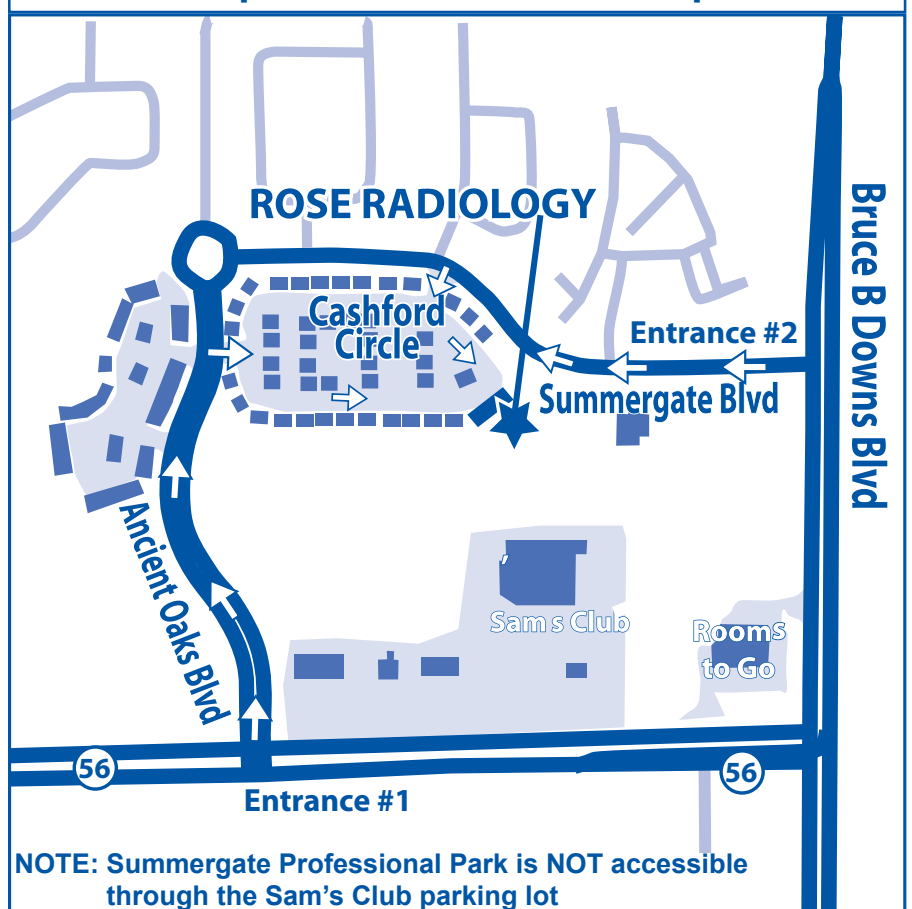 ROSE RADIOLOGY
Bruce B Downs Blvd
Cashford
Circle
Entrance #2
Summergate Blvd
Ancient Oaks Blvd
Sam s Club
’
Rooms
to Go
56
56
Entrance #1
NOTE: Summergate Professional Park is NOT accessible
through the Sam’s Club parking lot